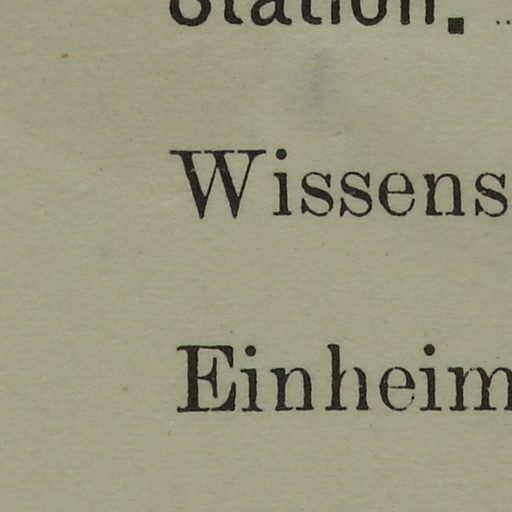 Station. ..
Wissens
Einheim